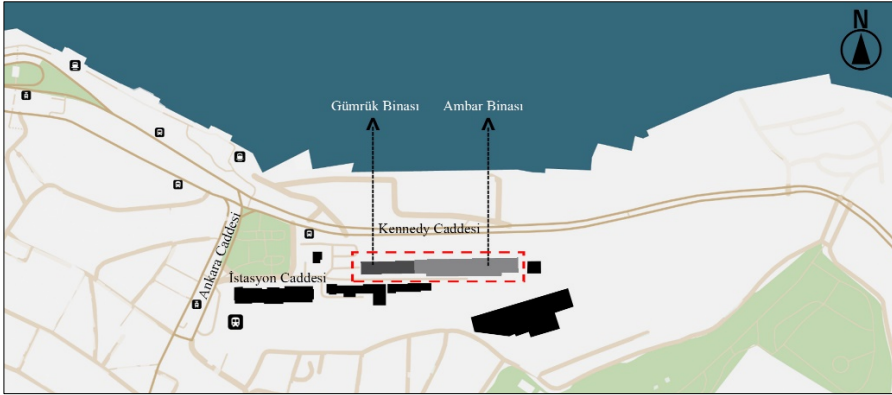 N
Gümrük Binası
Ambar Binası
Kennedy Caddesi
Ankara Caddesi
İstasyon Caddesi